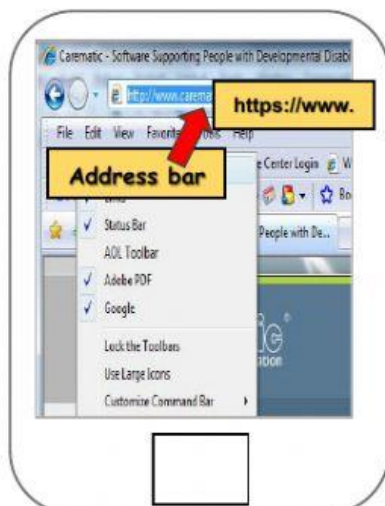 Carematic - Software Supporting People with Developmental Disabi
http://www.carema
https://www.
File Edit View Favorites Tools Help
Address bar
e Center Login
Links
Status Bar
People with De...
AOL Toolbar
Adobe PDF
Google
Lock the Toolbars
Use Large Icons
Customize Command Bar